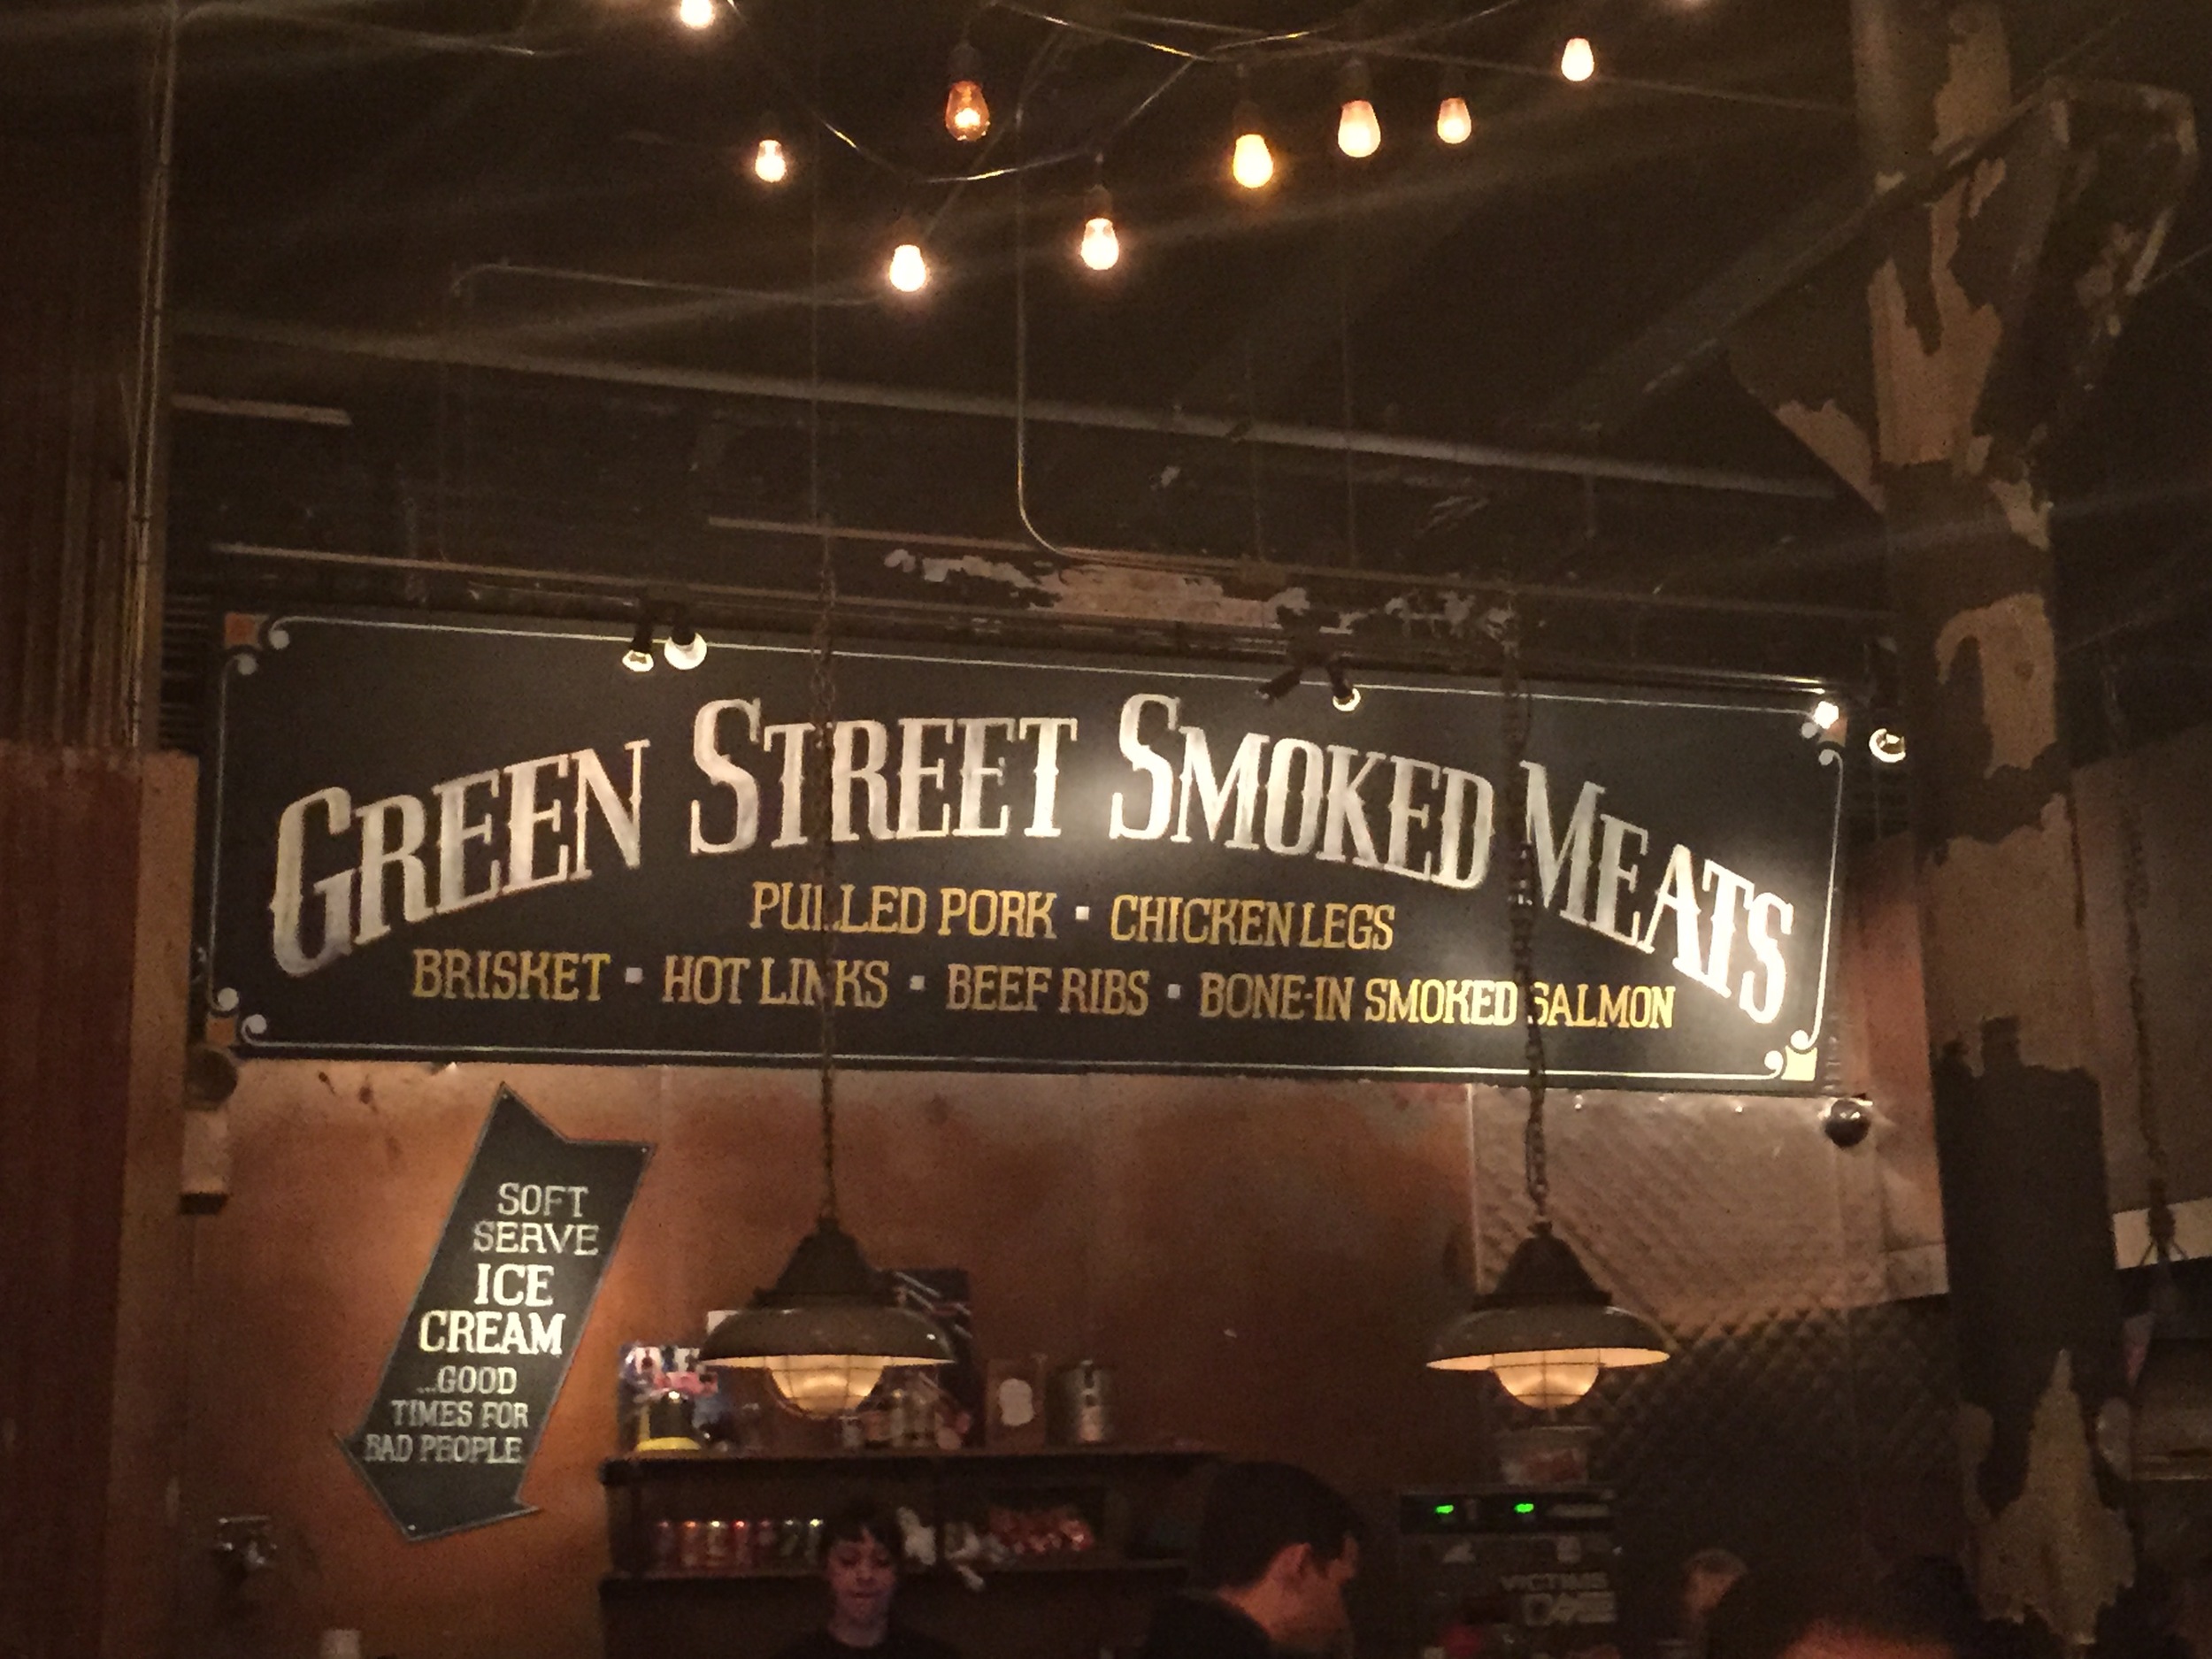 GREEN STREET SMOKED MEATS
PULLED PORK ▪ CHICKEN LEGS
BRISKET ▪ HOT LINKS ▪ BEEF RIBS ▪ BONE-IN SMOKED SALMON
SOFT
SERVE
ICE
CREAM
...GOOD
TIMES FOR
BAD PEOPLE